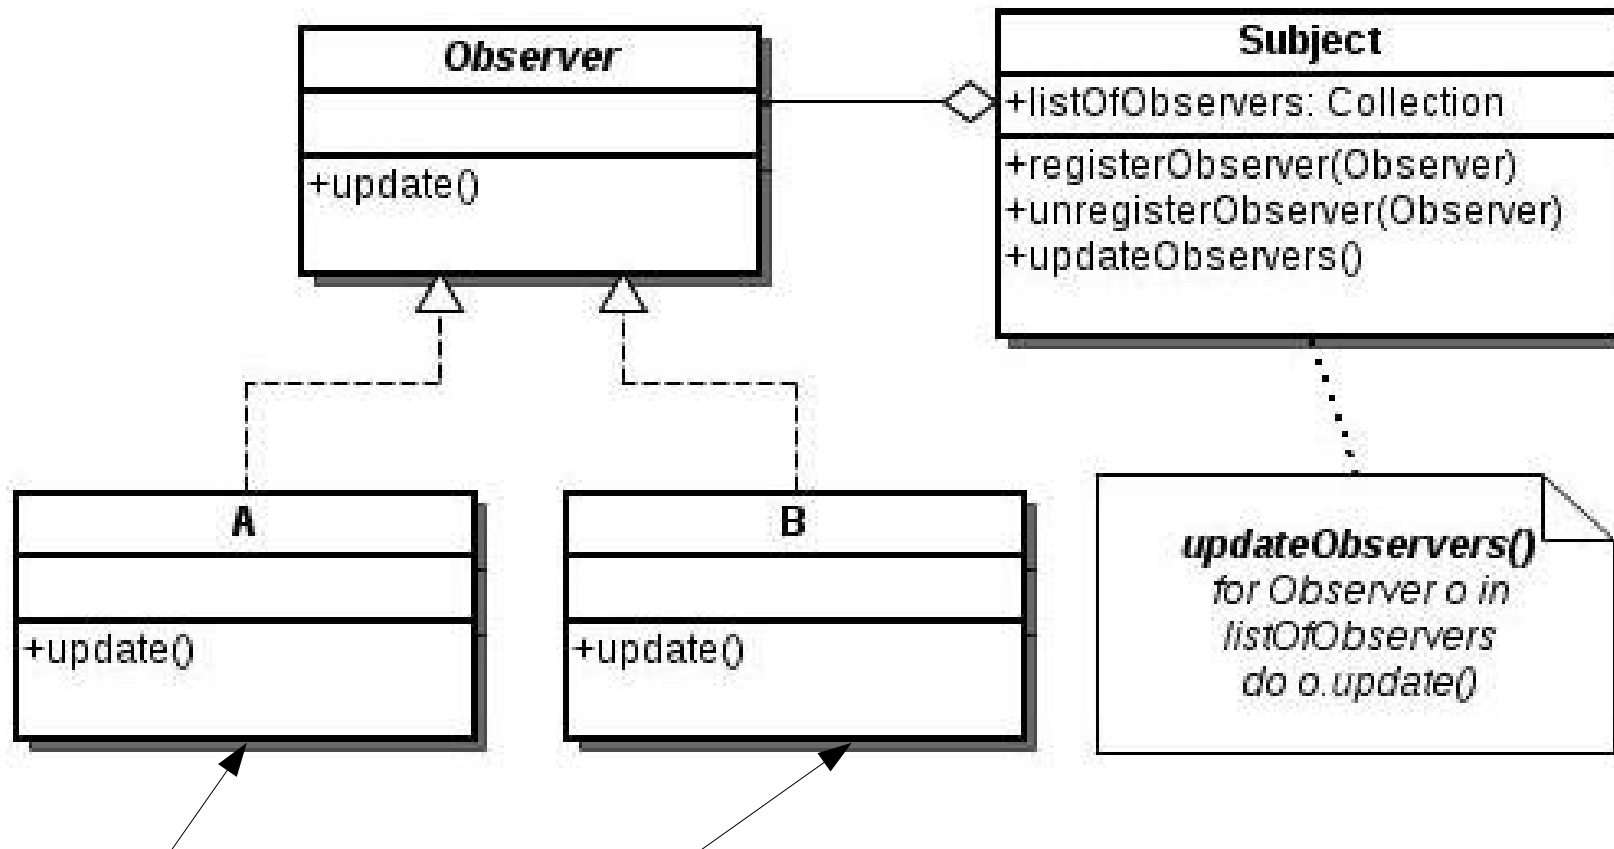 Observer
+update()
Subject
+listOfObservers: Collection
+registerObserver(Observer)
+unregisterObserver(Observer)
+updateObservers()
A
+update()
B
+update()
updateObservers()
for Observer o in
listOfObservers
do o.update()